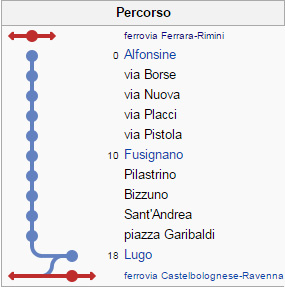 Percorso
ferrovia Ferrara-Rimini
0 Alfonsine
via Borse
via Nuova
via Placci
via Pistola
10 Fusignano
Pilastrino
Bizzuno
Sant'Andrea
piazza Garibaldi
18 Lugo
ferrovia Castelbolognese-Ravenna